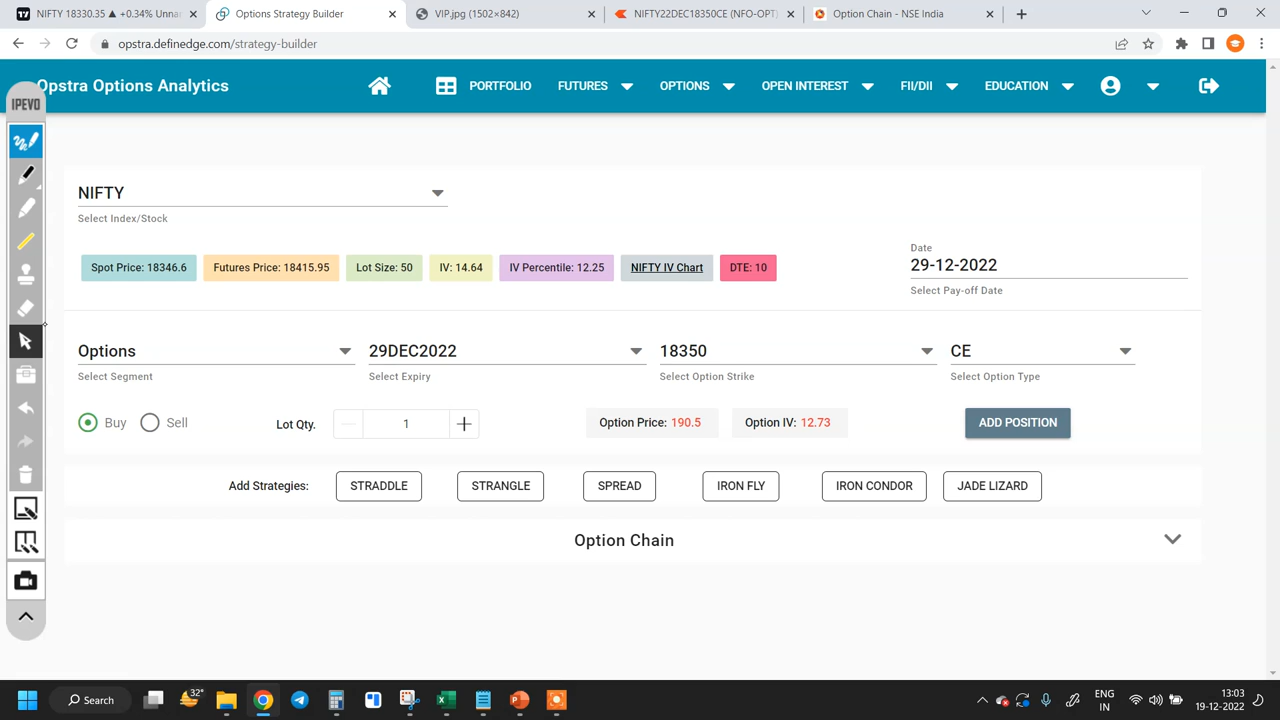 NIFTY 18330.35 ▲ +0.34% Unna
Options Strategy Builder
VIP.jpg (1502×842)
NIFTY22DEC18350CE (NFO-OPT)
Option Chain - NSE India
opstra.definedge.com/strategy-builder
Opstra Options Analytics
PORTFOLIO
FUTURES
OPTIONS
OPEN INTEREST
FII/DII
EDUCATION
IPEVO
NIFTY
Select Index/Stock
Spot Price: 18346.6
Futures Price: 18415.95
Lot Size: 50
IV: 14.64
IV Percentile: 12.25
NIFTY IV Chart
DTE: 10
Date
29-12-2022
Select Pay-off Date
Options
Select Segment
29DEC2022
Select Expiry
18350
Select Option Strike
CE
Select Option Type
Buy
Sell
Lot Qty.
1
Option Price: 190.5
Option IV: 12.73
ADD POSITION
Add Strategies:
STRADDLE
STRANGLE
SPREAD
IRON FLY
IRON CONDOR
JADE LIZARD
Option Chain
Search
32°
ENG
IN
13:03
19-12-2022